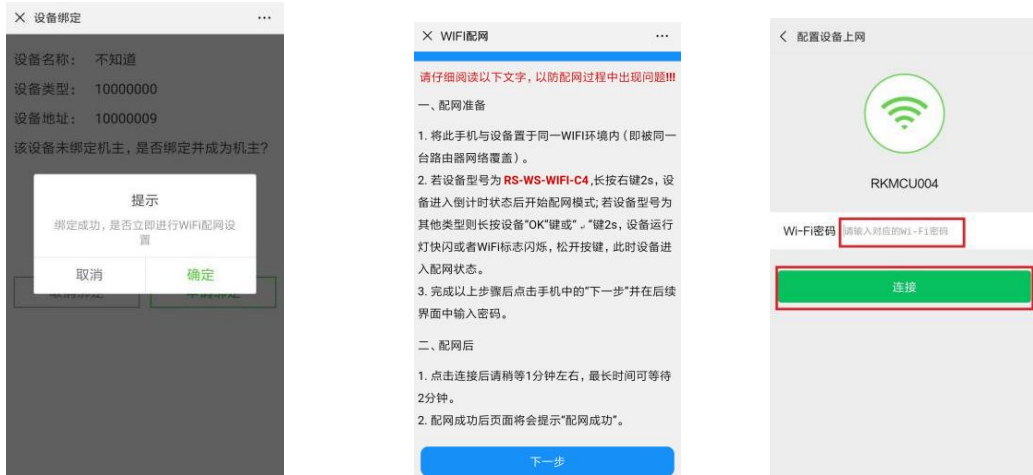 设备绑定
设备名称： 不知道
设备类型： 10000000
设备地址： 10000009
该设备未绑定机主，是否绑定并成为机主？
提示
绑定成功，是否立即进行WiFi配网设
置
取消
确定
取消绑定
申请绑定
WIFI配网
请仔细阅读以下文字，以防配网过程中出现问题!!!
一、配网准备
1. 将此手机与设备置于同一WIFI环境内（即被同一
台路由器网络覆盖）。
2. 若设备型号为 RS-WS-WIFI-C4,长按右键2s，设
备进入倒计时状态后开始配网模式; 若设备型号为
其他类型则长按设备“OK”键或“↵”键2s，设备运行
灯快闪或者WiFi标志闪烁，松开按键，此时设备进
入配网状态。
3. 完成以上步骤后点击手机中的“下一步”并在后续
界面中输入密码。
二、配网后
1. 点击连接后请稍等1分钟左右，最长时间可等待
2分钟。
2. 配网成功后页面将会提示“配网成功”。
下一步
配置设备上网
RKMCU004
Wi-Fi密码 请输入对应的Wi-Fi密码
连接